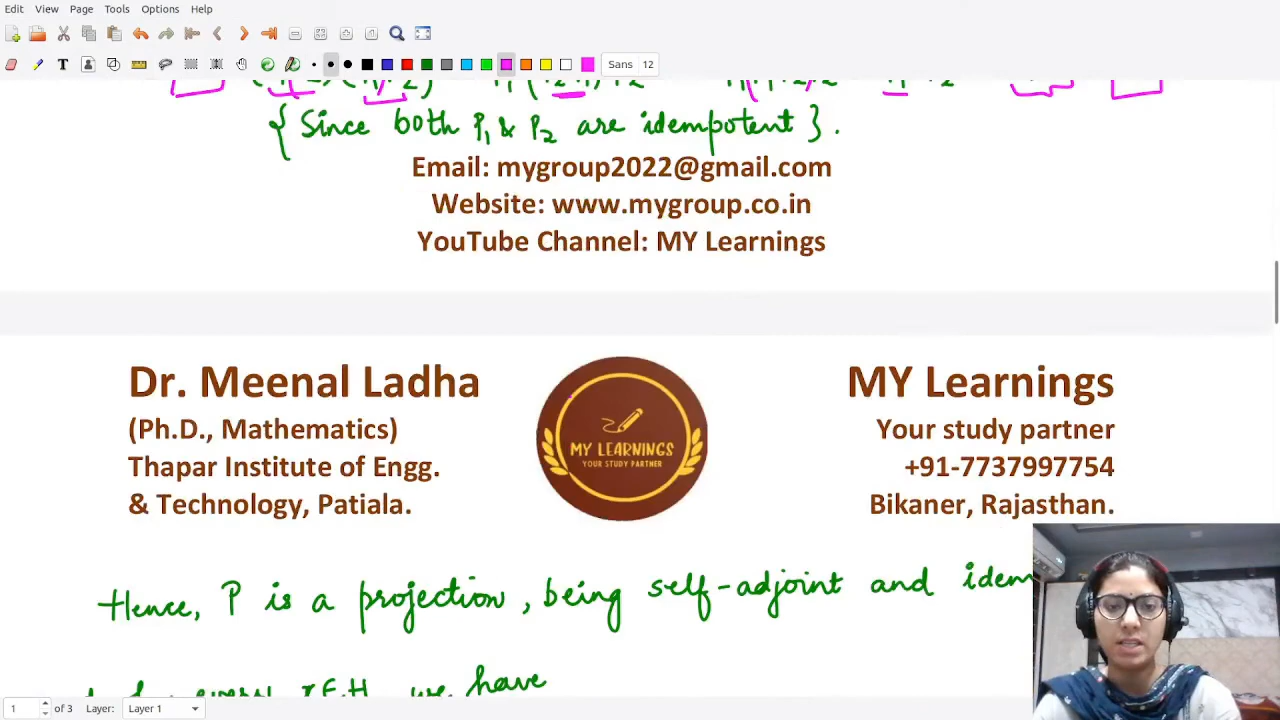 Edit View Page Tools Options Help
Sans 12
{ Since both P1 & P2 are idempotent } .
Email: mygroup2022@gmail.com
Website: www.mygroup.co.in
YouTube Channel: MY Learnings
Dr. Meenal Ladha
(Ph.D., Mathematics)
Thapar Institute of Engg.
& Technology, Patiala.
MY LEARNINGS
YOUR STUDY PARTNER
MY Learnings
Your study partner
+91-7737997754
Bikaner, Rajasthan.
Hence, P is a projection, being self-adjoint and idem
every x∈H, we have
1 of 3 Layer: Layer 1